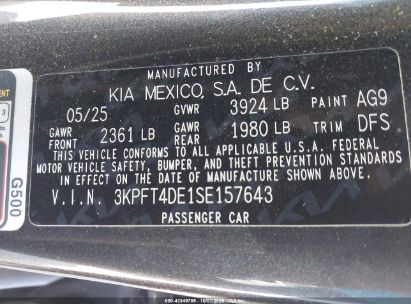 MANUFACTURED BY
KIA MEXICO, S.A. DE C.V.
05/25 GVWR 3924 LB PAINT AG9
GAWR FRONT 2361 LB GAWR REAR 1980 LB TRIM DFS
THIS VEHICLE CONFORMS TO ALL APPLICABLE U.S.A. FEDERAL
MOTOR VEHICLE SAFETY, BUMPER, AND THEFT PREVENTION STANDARDS
IN EFFECT ON THE DATE OF MANUFACTURE SHOWN ABOVE.
V.I.N. 3KPFT4DE1SE157643
PASSENGER CAR
G500